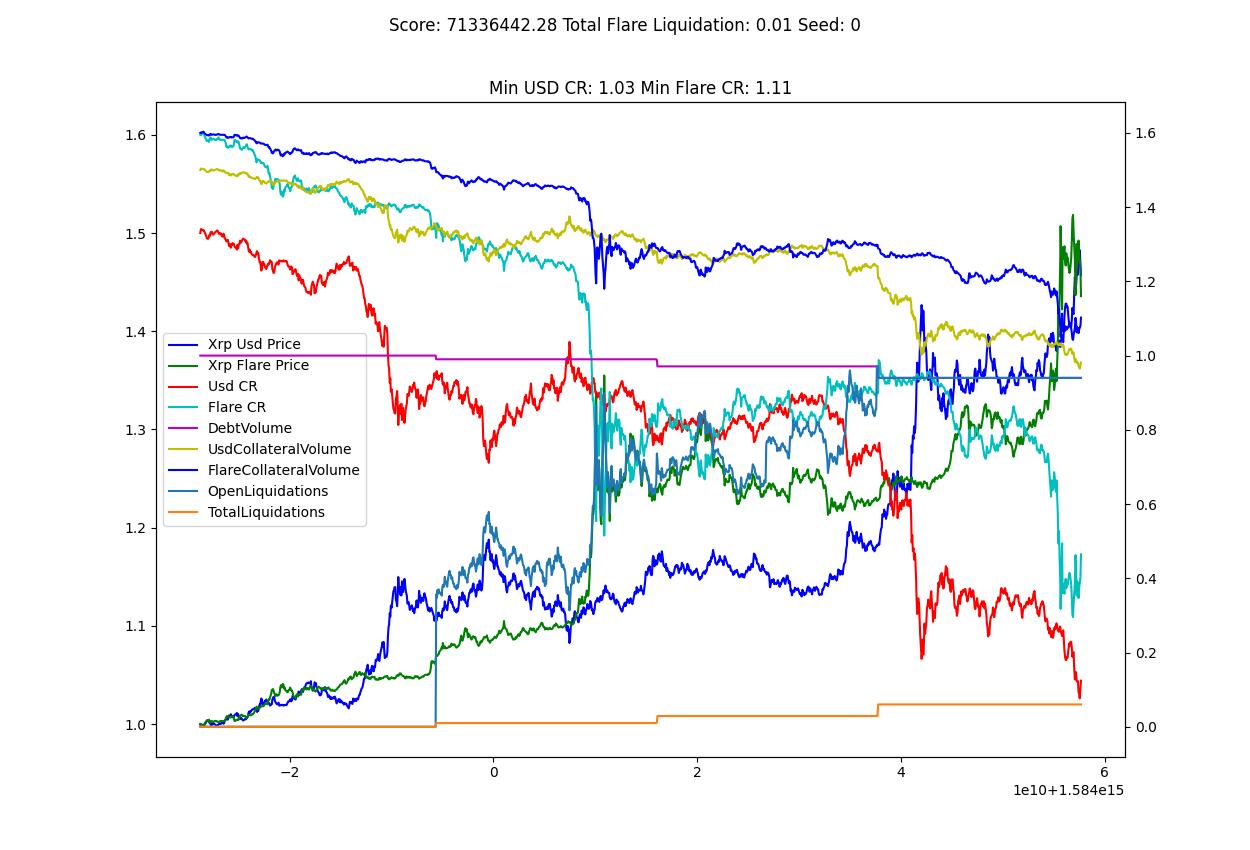 Score: 71336442.28 Total Flare Liquidation: 0.01 Seed: 0
Min USD CR: 1.03 Min Flare CR: 1.11
1.6
1.5
1.4
1.3
1.2
1.1
1.0
Xrp Usd Price
Xrp Flare Price
Usd CR
Flare CR
DebtVolume
UsdCollateralVolume
FlareCollateralVolume
OpenLiquidations
TotalLiquidations
1.6
1.4
1.2
1.0
0.8
0.6
0.4
0.2
0.0
−2 0 2 4 6
1e10+1.584e15